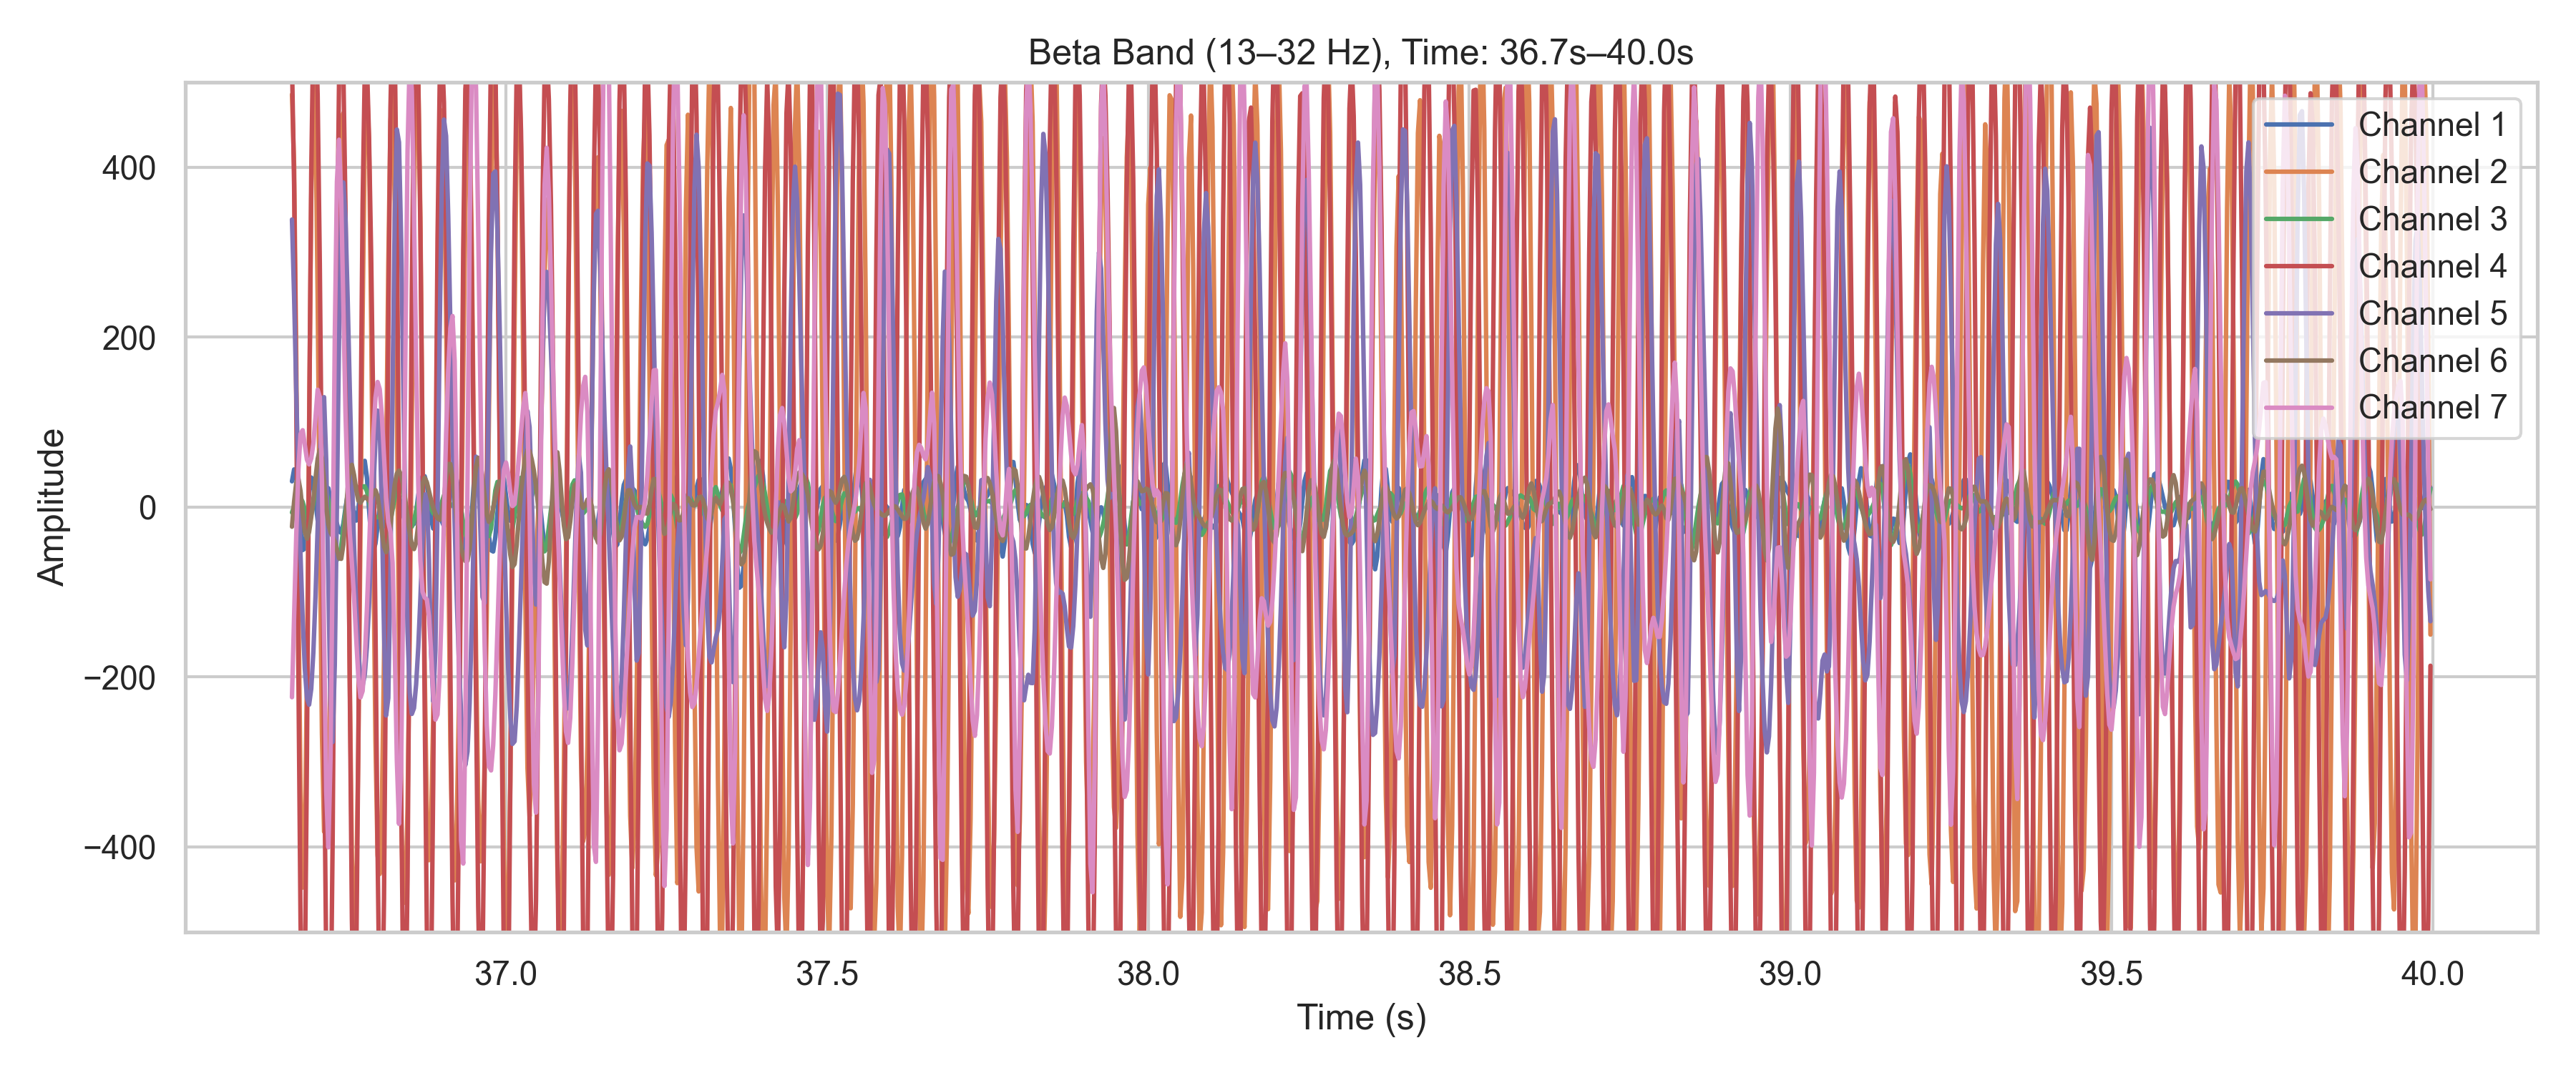 Beta Band (13–32 Hz), Time: 36.7s–40.0s
Amplitude
400
200
0
−200
−400
37.0
37.5
38.0
38.5
39.0
39.5
40.0
Time (s)
Channel 1
Channel 2
Channel 3
Channel 4
Channel 5
Channel 6
Channel 7